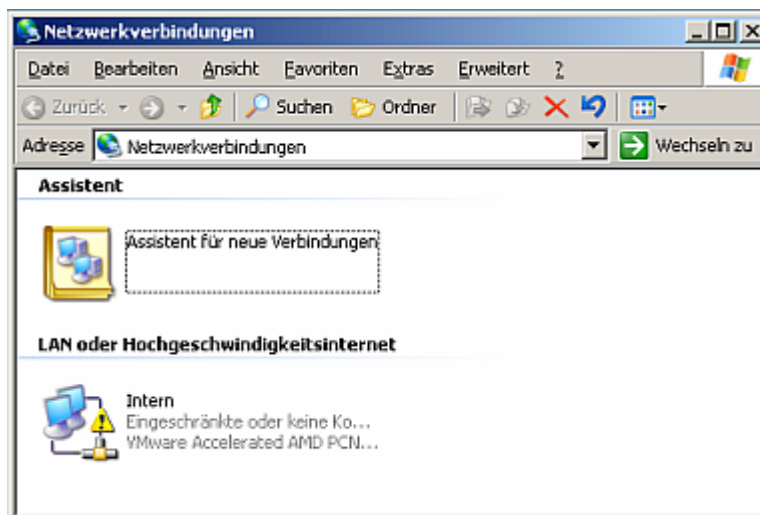 Netzwerkverbindungen
Datei Bearbeiten Ansicht Favoriten Extras Erweitert ?
Zurück Suchen Ordner
Adresse Netzwerkverbindungen Wechseln zu
Assistent
Assistent für neue Verbindungen
LAN oder Hochgeschwindigkeitsinternet
Intern
Eingeschränkte oder keine Ko...
VMware Accelerated AMD PCN...